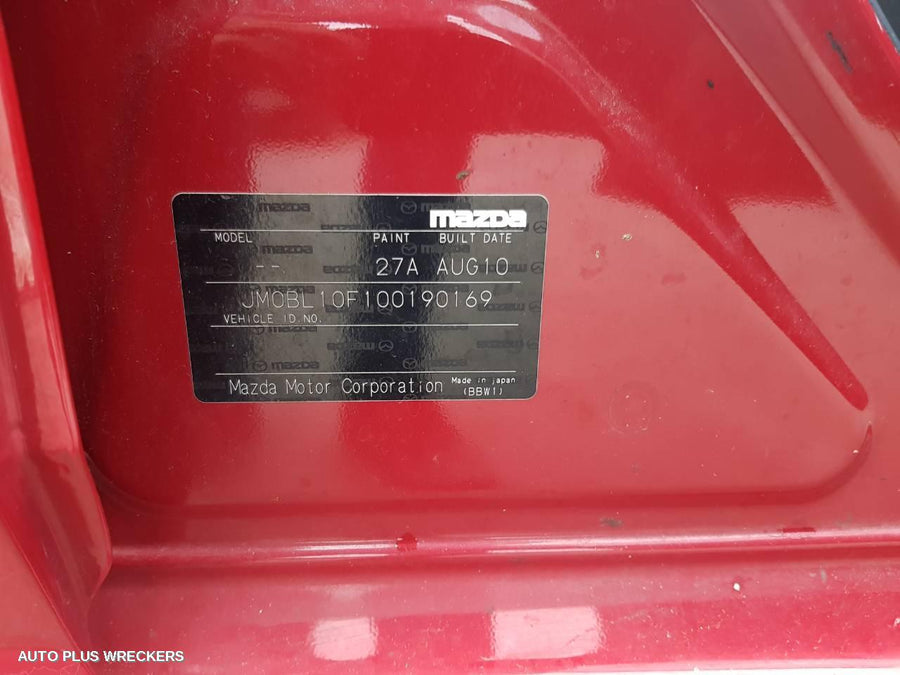 mazda
MODEL PAINT BUILT DATE
-- 27A AUG10
JM0BL10F100190169
VEHICLE ID.NO.
Mazda Motor Corporation Made in japan
(BBW1)
AUTO PLUS WRECKERS